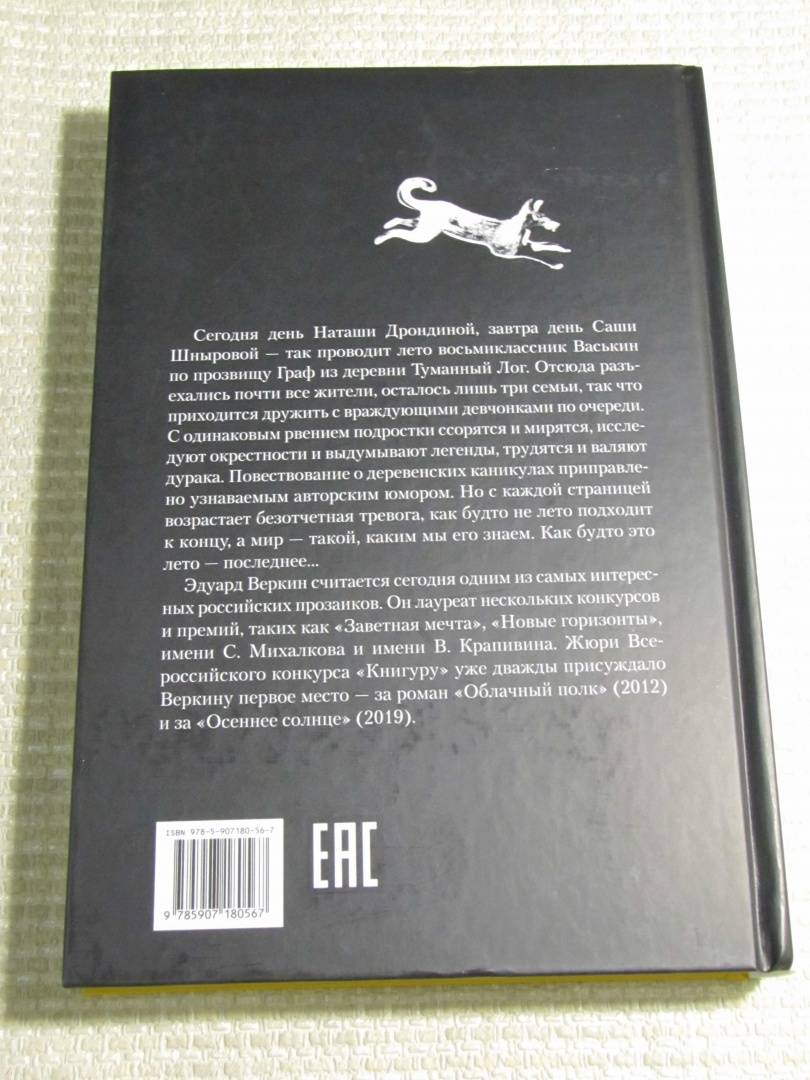 Сегодня день Наташи Дрондиной, завтра день Саши
Шныровой — так проводит лето восьмиклассник Васькин
по прозвищу Граф из деревни Туманный Лог. Отсюда разъ-
ехались почти все жители, осталось лишь три семьи, так что
приходится дружить с враждующими девчонками по очереди.
С одинаковым рвением подростки ссорятся и мирятся, иссле-
дуют окрестности и выдумывают легенды, трудятся и валяют
дурака. Повествование о деревенских каникулах приправле-
но узнаваемым авторским юмором. Но с каждой страницей
возрастает безотчетная тревога, как будто не лето подходит
к концу, а мир — такой, каким мы его знаем. Как будто это
лето — последнее...
Эдуард Веркин считается сегодня одним из самых интерес-
ных российских прозаиков. Он лауреат нескольких конкурсов
и премий, таких как «Заветная мечта», «Новые горизонты»,
имени С. Михалкова и имени В. Крапивина. Жюри Все-
российского конкурса «Книгуру» уже дважды присуждало
Веркину первое место — за роман «Облачный полк» (2012)
и за «Осеннее солнце» (2019).
ISBN 978-5-907180-56-7
9 785907 180567
EAC